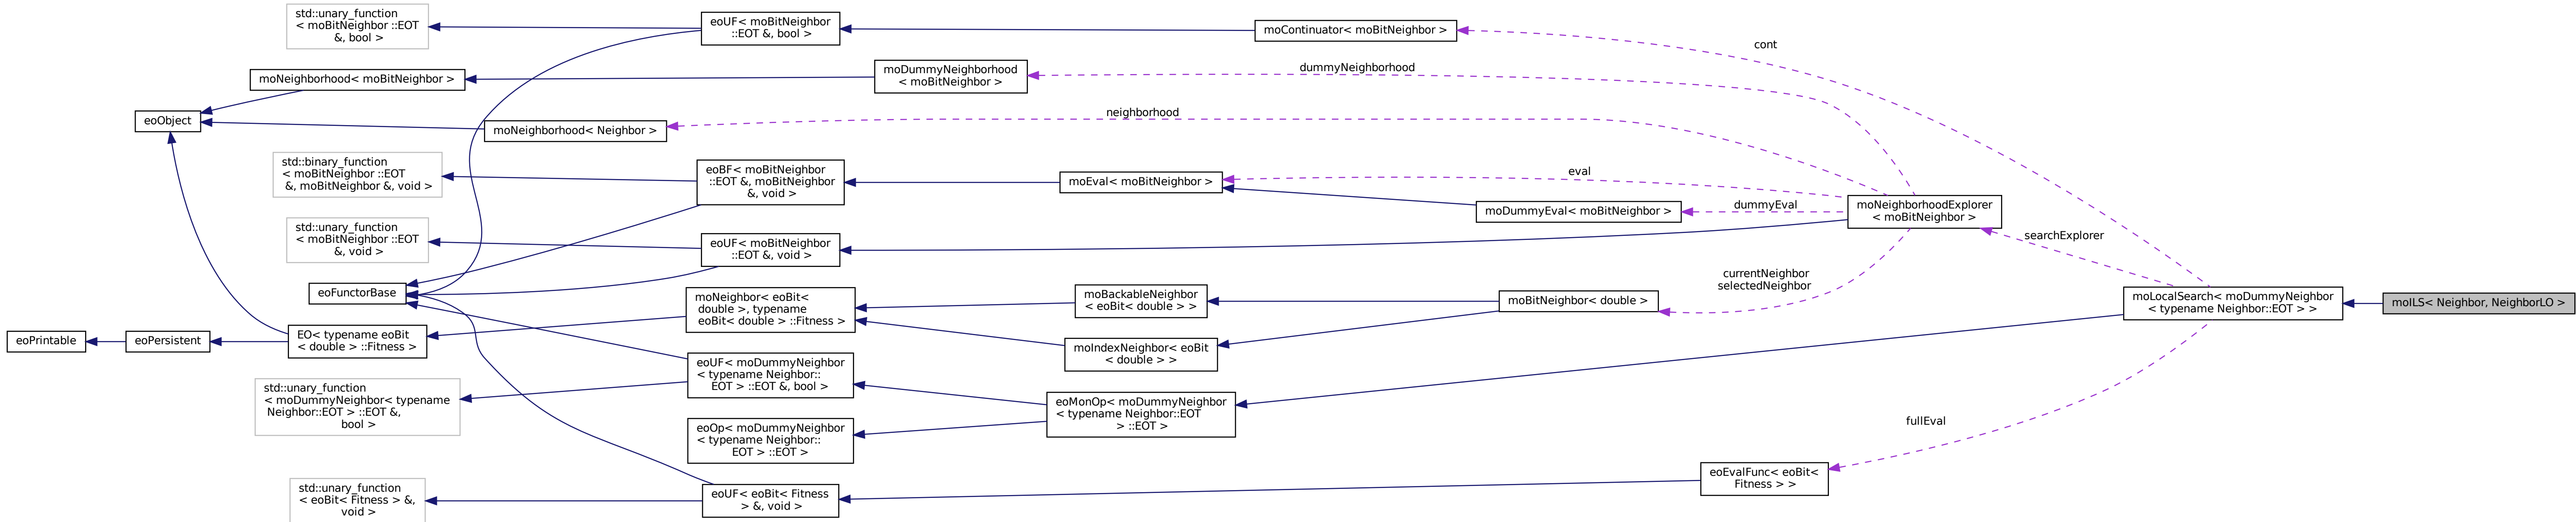 std::unary_function
< moBitNeighbor ::EOT
&, bool >
eoUF< moBitNeighbor
::EOT &, bool >
moContinuator< moBitNeighbor >
cont
moNeighborhood< moBitNeighbor >
moDummyNeighborhood
< moBitNeighbor >
dummyNeighborhood
eoObject
moNeighborhood< Neighbor >
neighborhood
std::binary_function
< moBitNeighbor ::EOT
&, moBitNeighbor &, void >
eoBF< moBitNeighbor
::EOT &, moBitNeighbor
&, void >
moEval< moBitNeighbor >
eval
moDummyEval< moBitNeighbor >
dummyEval
moNeighborhoodExplorer
< moBitNeighbor >
searchExplorer
std::unary_function
< moBitNeighbor ::EOT
&, void >
eoUF< moBitNeighbor
::EOT &, void >
currentNeighbor
selectedNeighbor
eoFunctorBase
moNeighbor< eoBit<
double >, typename
eoBit< double > ::Fitness >
moBackableNeighbor
< eoBit< double > >
moBitNeighbor< double >
moLocalSearch< moDummyNeighbor
< typename Neighbor::EOT > >
moILS< Neighbor, NeighborLO >
eoPrintable
eoPersistent
EO< typename eoBit
< double > ::Fitness >
moIndexNeighbor< eoBit
< double > >
eoUF< moDummyNeighbor
< typename Neighbor::
EOT > ::EOT &, bool >
std::unary_function
< moDummyNeighbor< typename
Neighbor::EOT > ::EOT &,
bool >
eoMonOp< moDummyNeighbor
< typename Neighbor::EOT
> ::EOT >
eoOp< moDummyNeighbor
< typename Neighbor::
EOT > ::EOT >
fullEval
eoEvalFunc< eoBit<
Fitness > >
std::unary_function
< eoBit< Fitness > &,
void >
eoUF< eoBit< Fitness
> &, void >